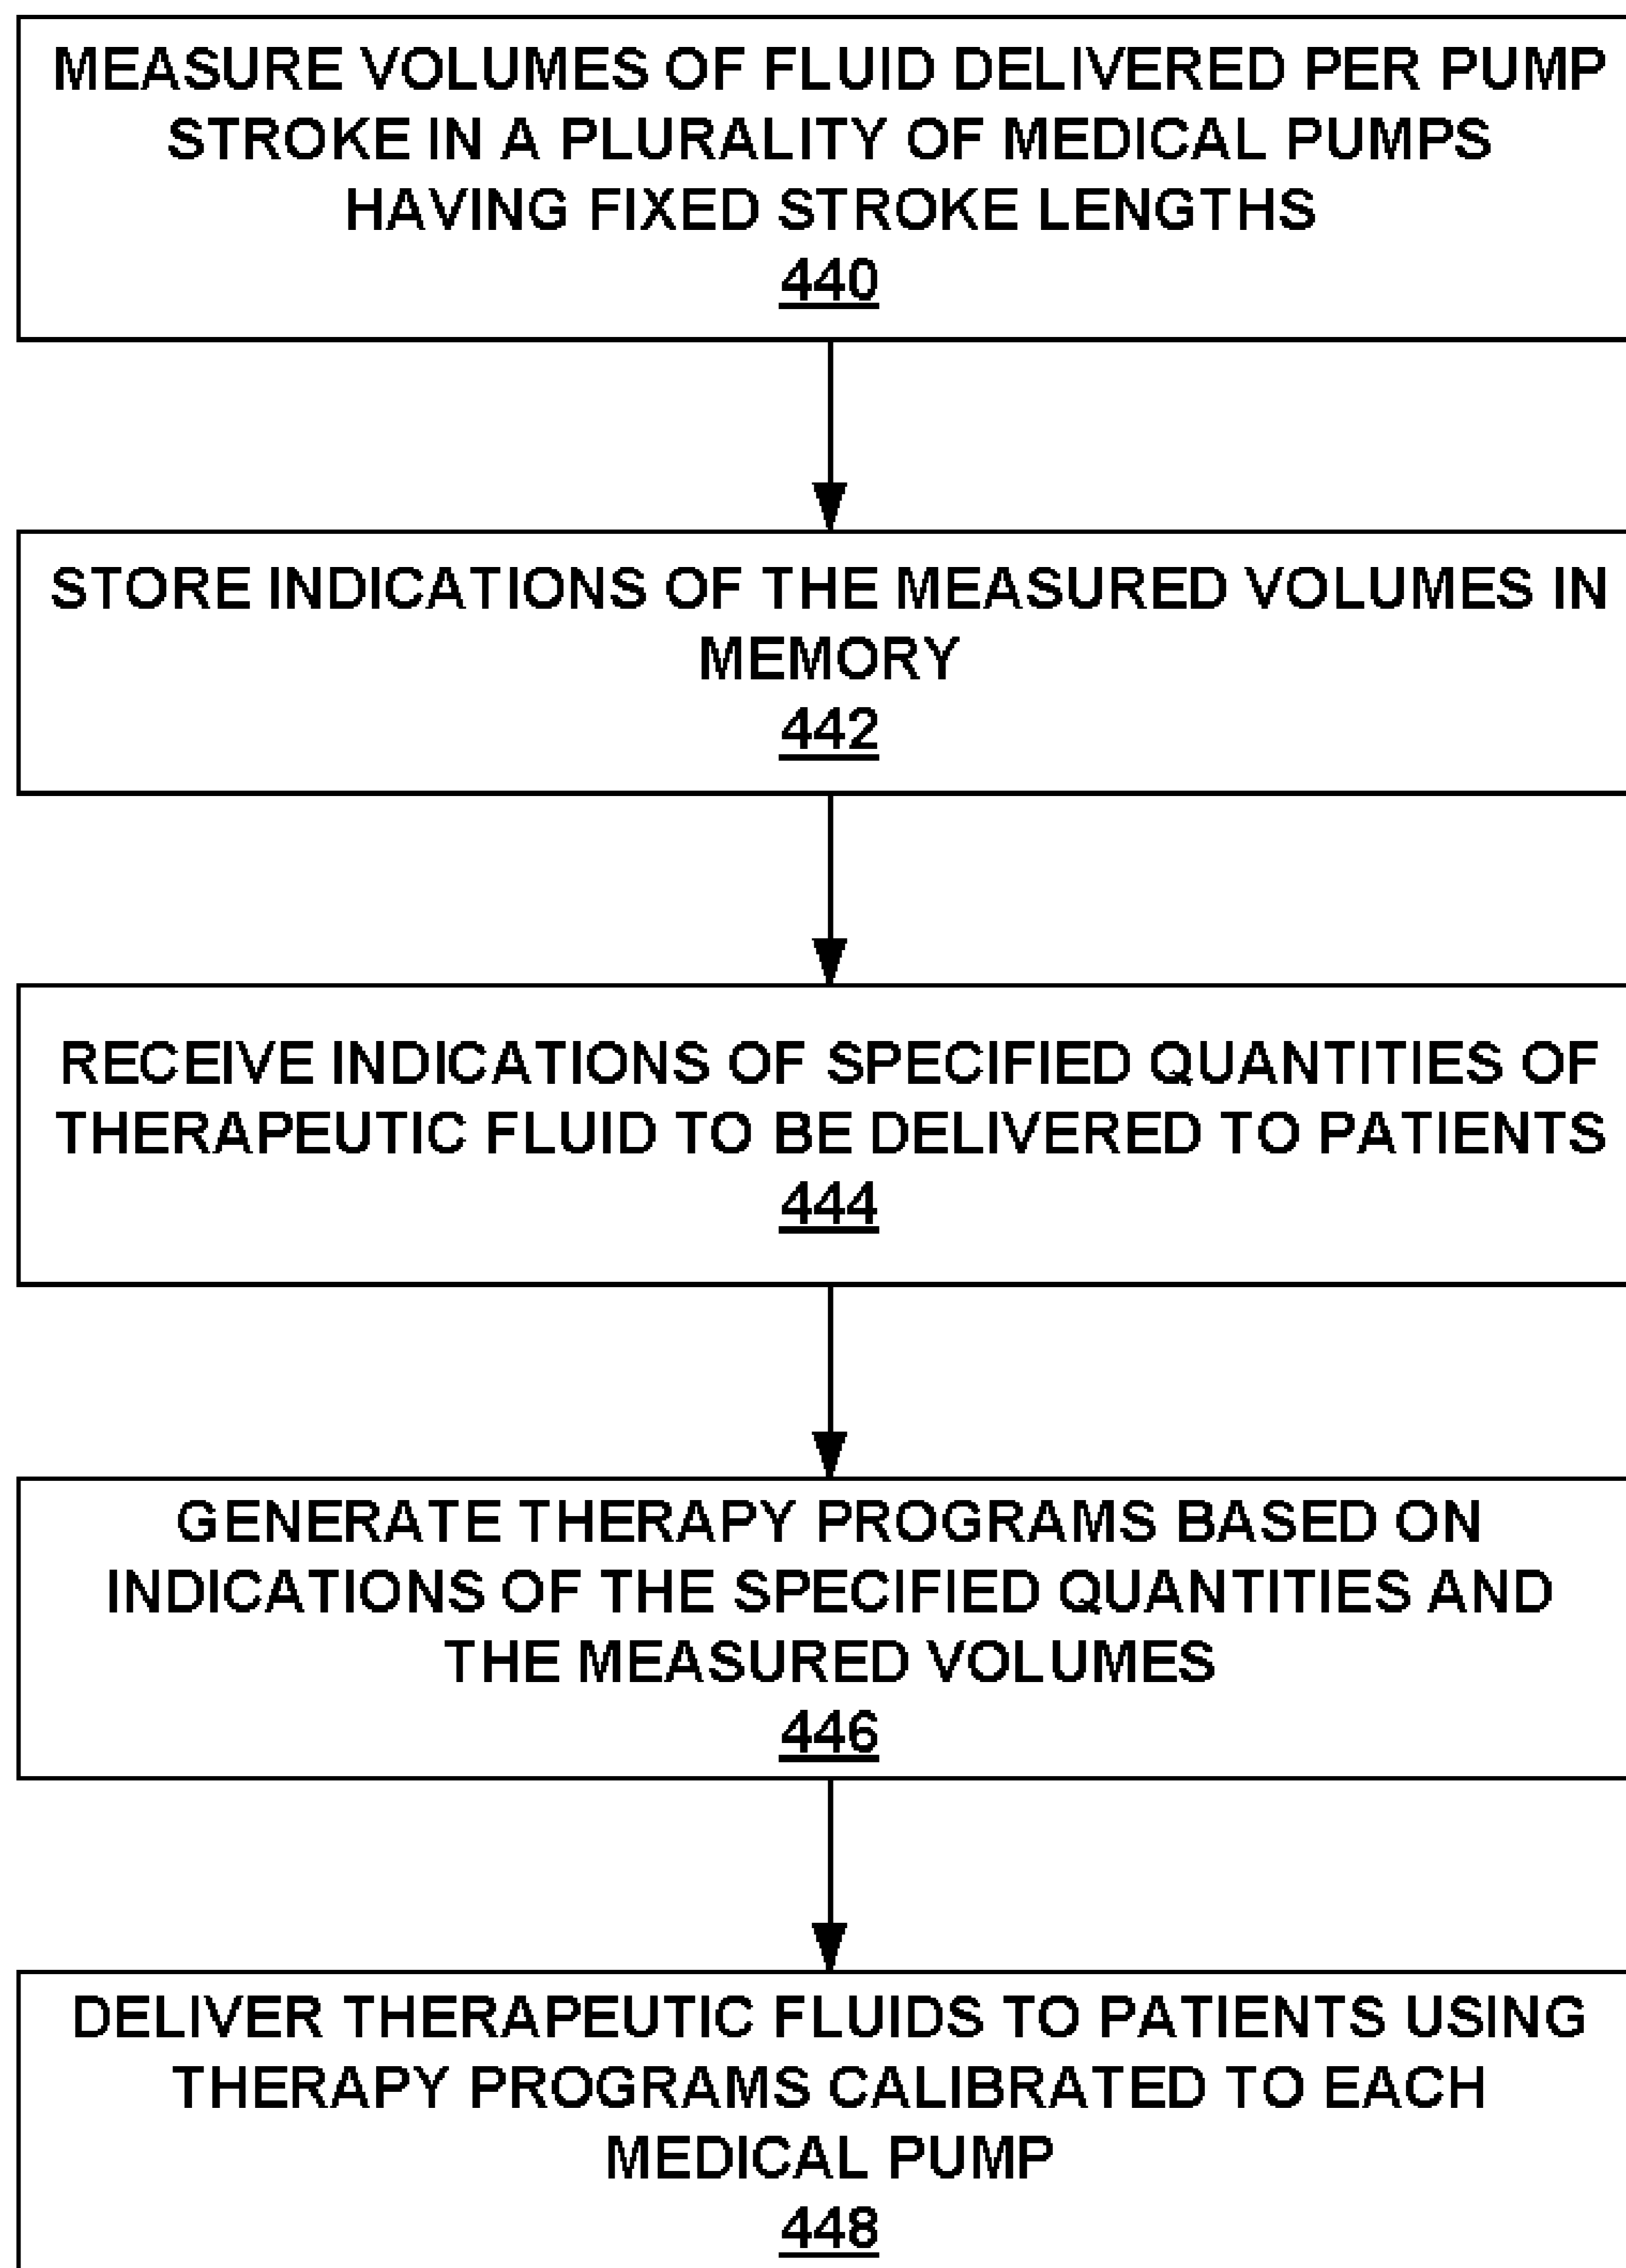 MEASURE VOLUMES OF FLUID DELIVERED PER PUMP
STROKE IN A PLURALITY OF MEDICAL PUMPS
HAVING FIXED STROKE LENGTHS
440
STORE INDICATIONS OF THE MEASURED VOLUMES IN
MEMORY
442
RECEIVE INDICATIONS OF SPECIFIED QUANTITIES OF
THERAPEUTIC FLUID TO BE DELIVERED TO PATIENTS
444
GENERATE THERAPY PROGRAMS BASED ON
INDICATIONS OF THE SPECIFIED QUANTITIES AND
THE MEASURED VOLUMES
446
DELIVER THERAPEUTIC FLUIDS TO PATIENTS USING
THERAPY PROGRAMS CALIBRATED TO EACH
MEDICAL PUMP
448